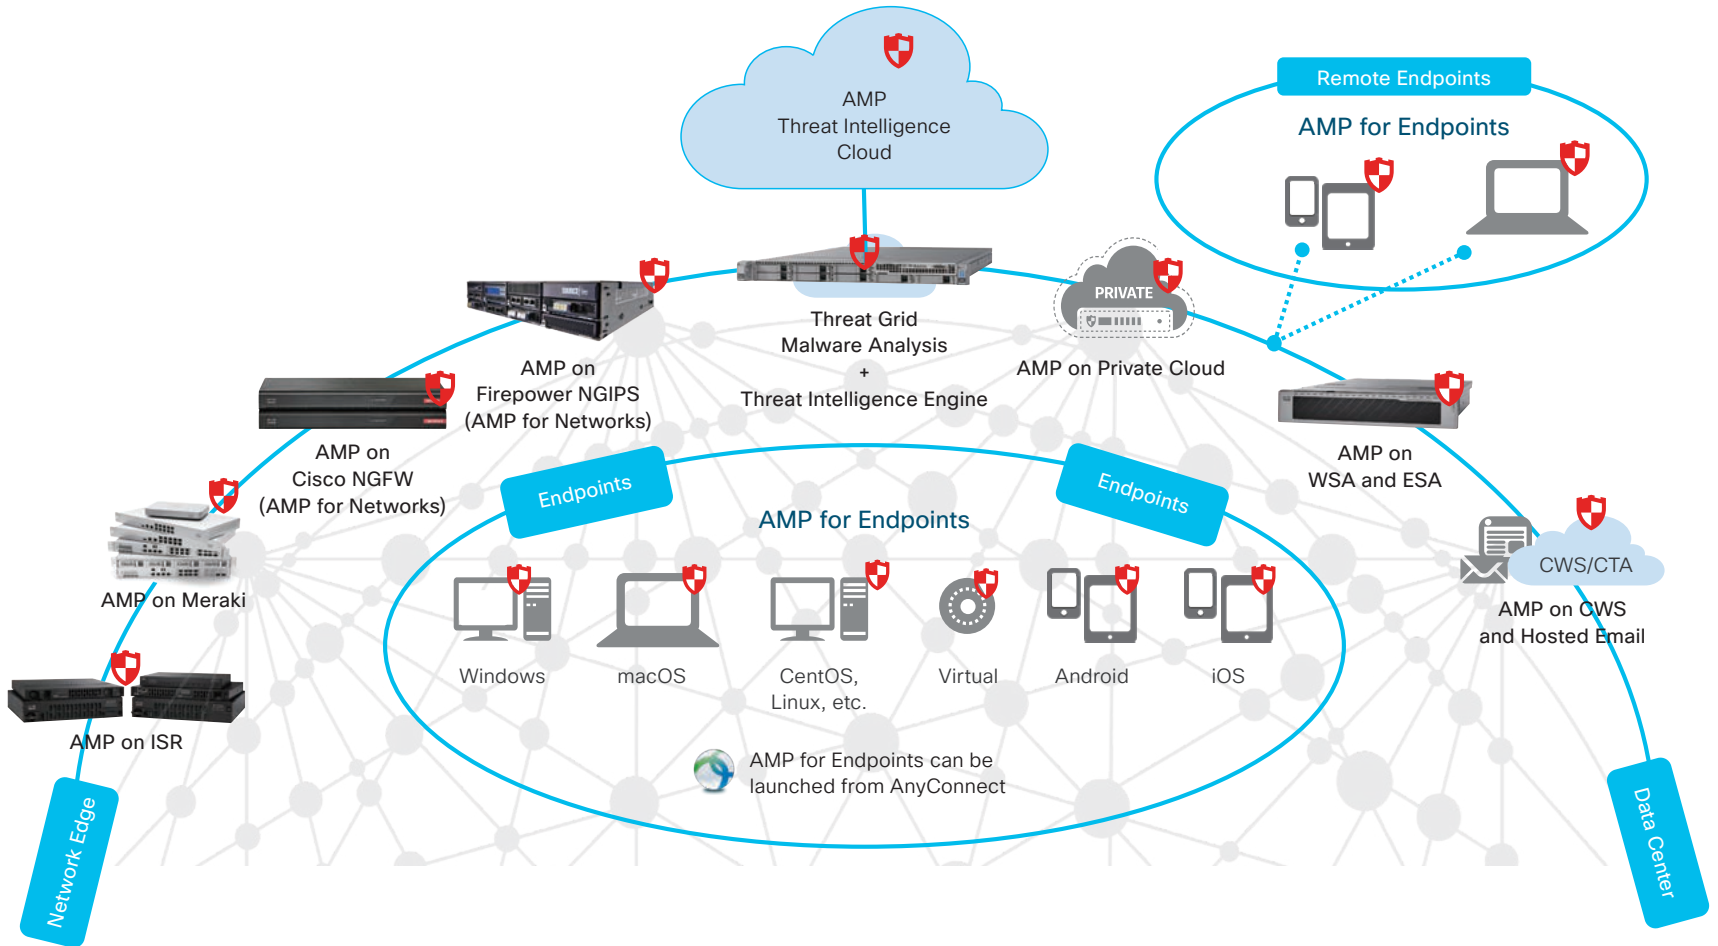 AMP
Threat Intelligence
Cloud
Remote Endpoints
AMP for Endpoints
Threat Grid
Malware Analysis
+
Threat Intelligence Engine
PRIVATE
AMP on Private Cloud
AMP on
Firepower NGIPS
(AMP for Networks)
AMP on
Cisco NGFW
(AMP for Networks)
AMP on
WSA and ESA
AMP on Meraki
CWS/CTA
AMP on CWS
and Hosted Email
AMP on ISR
Endpoints
Endpoints
AMP for Endpoints
Windows
macOS
CentOS,
Linux, etc.
Virtual
Android
iOS
AMP for Endpoints can be
launched from AnyConnect
Network Edge
Data Center